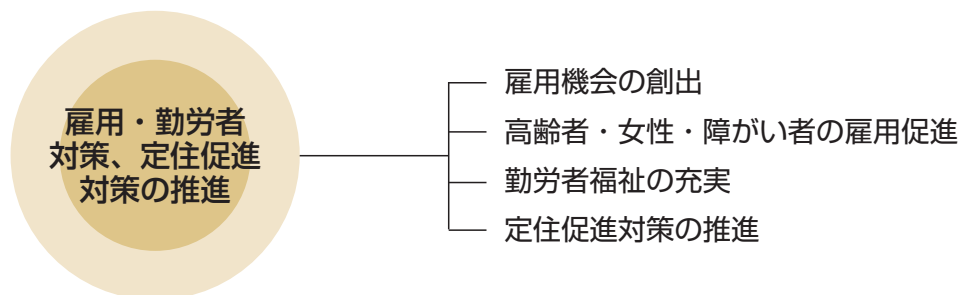 雇用・勤労者
対策、定住促進
対策の推進
雇用機会の創出
高齢者・女性・障がい者の雇用促進
勤労者福祉の充実
定住促進対策の推進